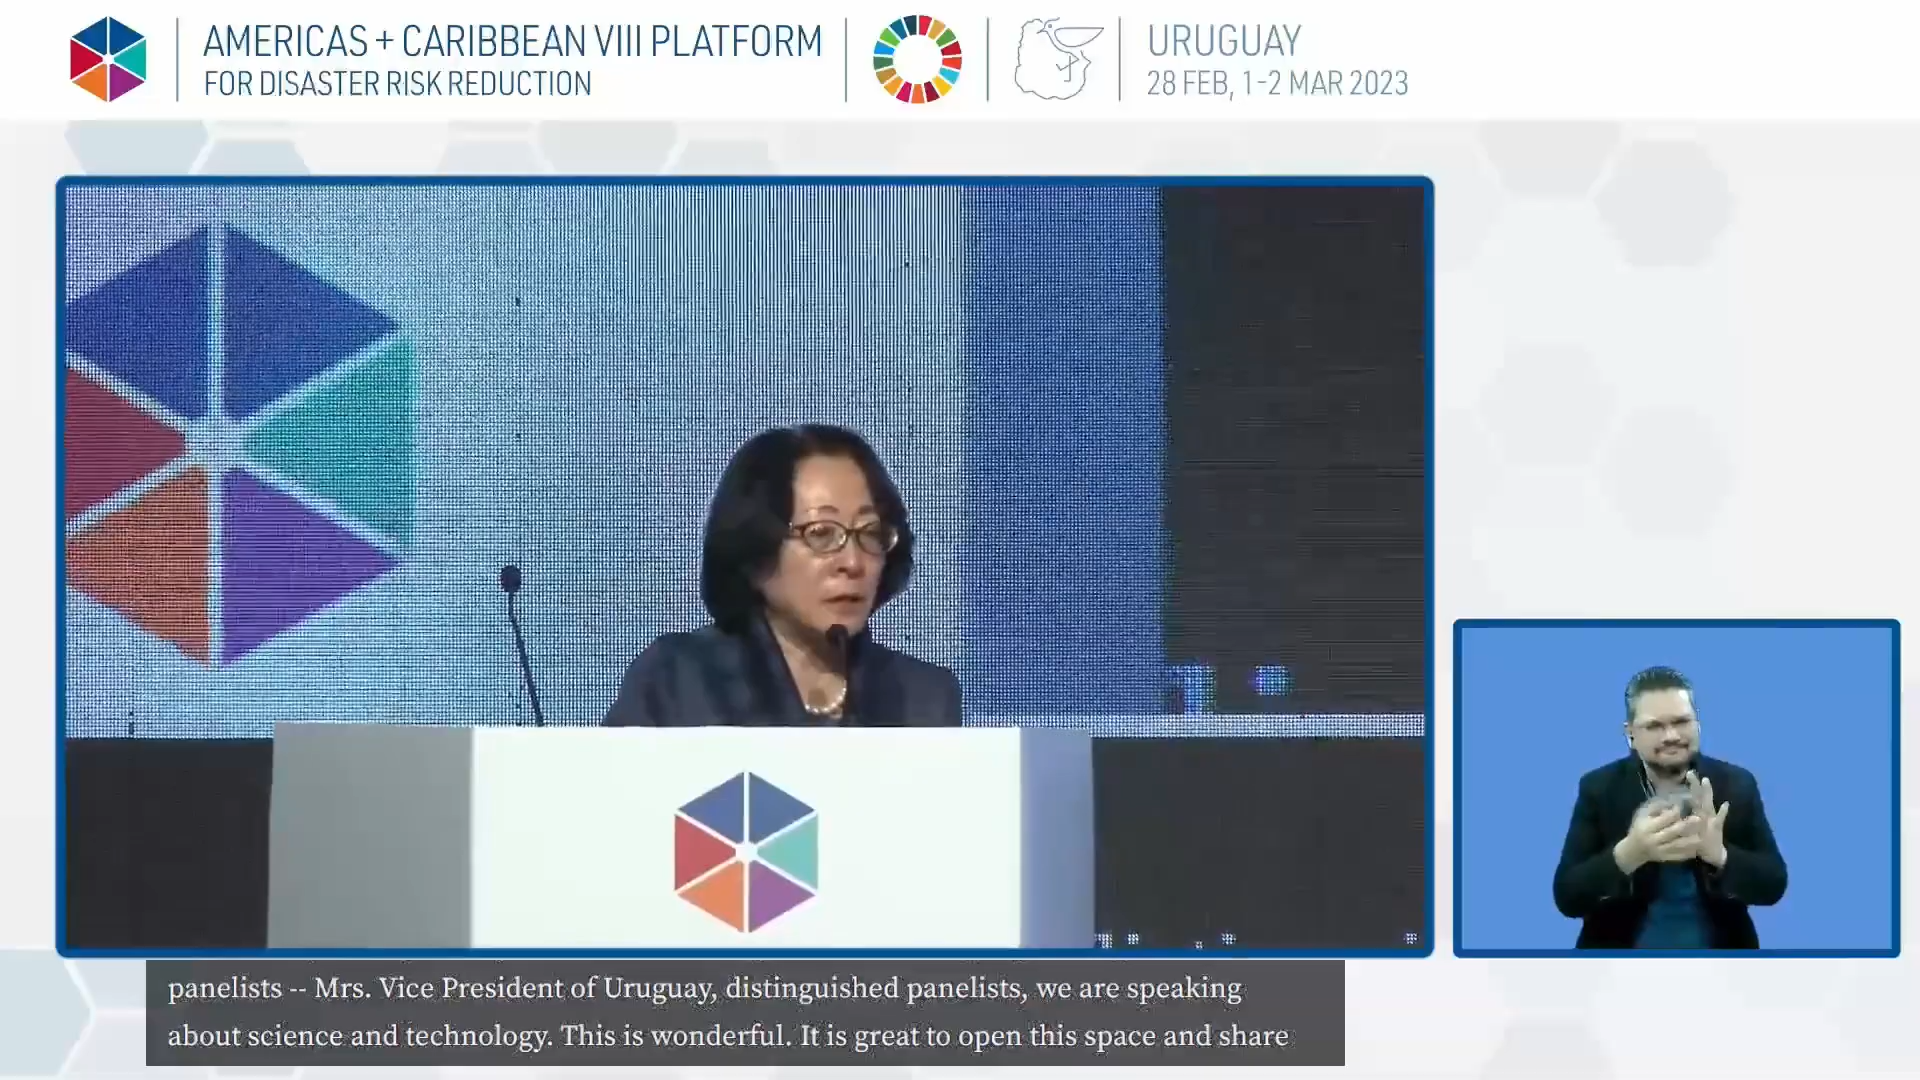 AMERICAS + CARIBBEAN VIII PLATFORM
FOR DISASTER RISK REDUCTION
URUGUAY
28 FEB, 1-2 MAR 2023
panelists -- Mrs. Vice President of Uruguay, distinguished panelists, we are speaking
about science and technology. This is wonderful. It is great to open this space and share